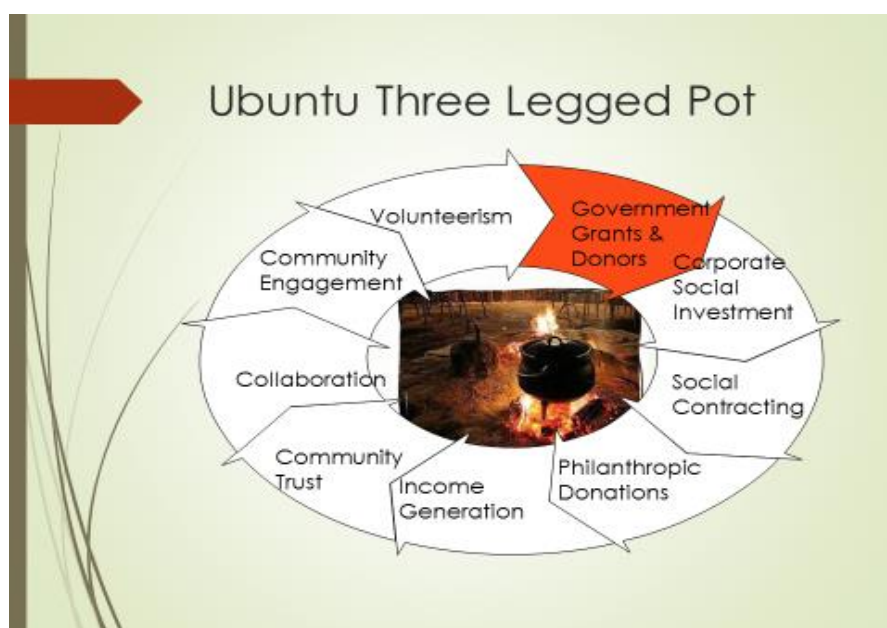 Ubuntu Three Legged Pot
Volunteerism
Government
Grants &
Donors
Corporate
Social
Investment
Social
Contracting
Philanthropic
Donations
Income
Generation
Community
Trust
Collaboration
Community
Engagement